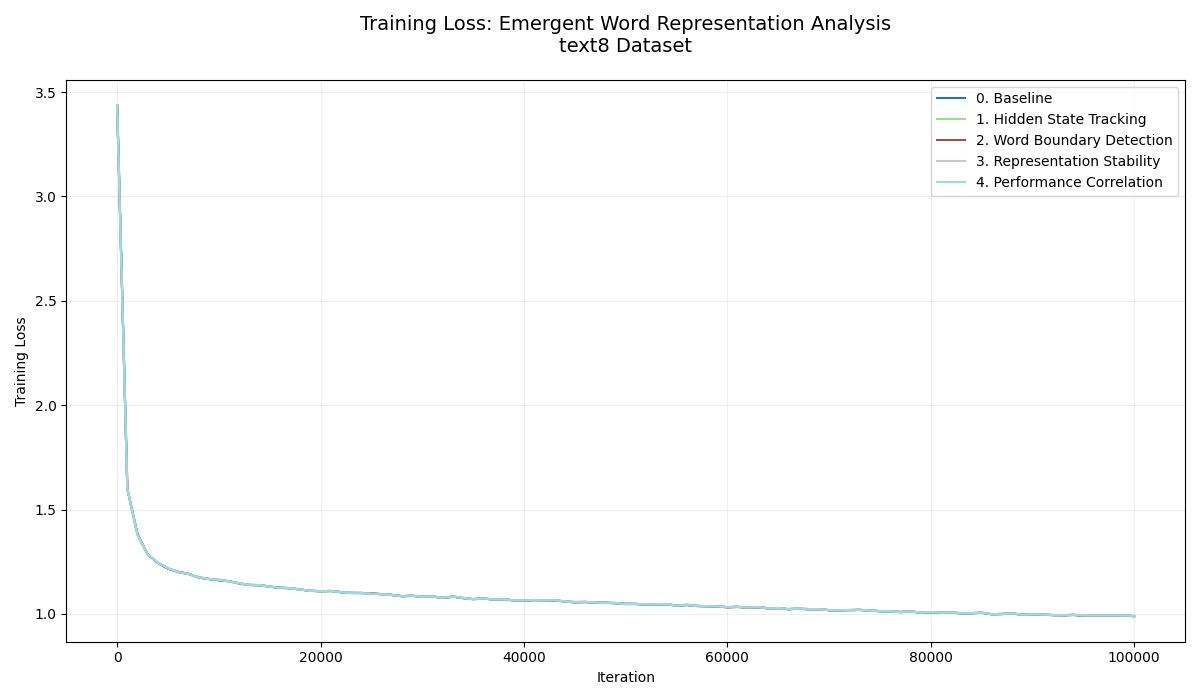 Training Loss: Emergent Word Representation Analysis
text8 Dataset
3.5
3.0
2.5
2.0
1.5
1.0
Training Loss
0. Baseline
1. Hidden State Tracking
2. Word Boundary Detection
3. Representation Stability
4. Performance Correlation
0
20000
40000
60000
80000
100000
Iteration